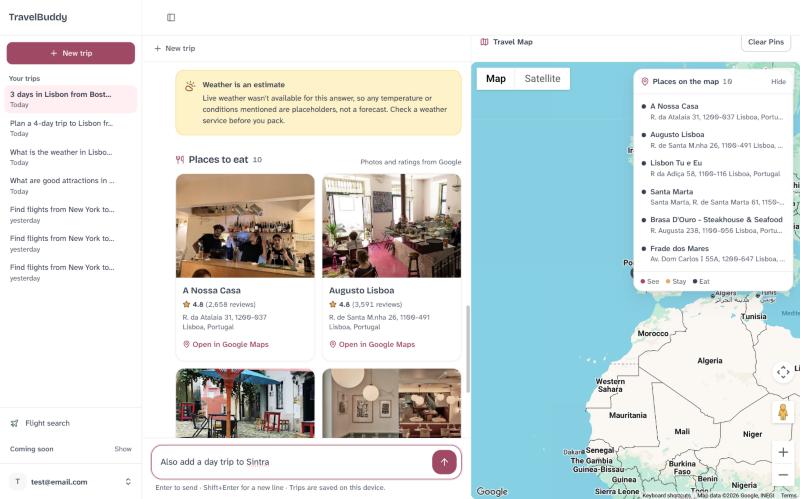 TravelBuddy
+ New trip
Your trips
3 days in Lisbon from Bost...
Today
Plan a 4-day trip to Lisbon fr...
Today
What is the weather in Lisbo...
Today
What are good attractions in ...
Today
Find flights from New York to...
yesterday
Find flights from New York to...
yesterday
Find flights from New York to...
yesterday
Flight search
Coming soon
Show
T
test@email.com
+ New trip
Weather is an estimate
Live weather wasn't available for this answer, so any temperature or
conditions mentioned are placeholders, not a forecast. Check a weather
service before you pack.
Places to eat 10
Photos and ratings from Google
A Nossa Casa
4.8 (2,658 reviews)
R. da Atalaia 31, 1200-037
Lisboa, Portugal
Open in Google Maps
Augusto Lisboa
4.6 (3,591 reviews)
R. de Santa M.nha 26, 1100-491
Lisboa, Portugal
Open in Google Maps
Also add a day trip to Sintra
Enter to send · Shift+Enter for a new line · Trips are saved on this device.
Travel Map
Clear Pins
Map
Satellite
Places on the map 10
Hide
A Nossa Casa
R. da Atalaia 31, 1200-037 Lisboa, Portu...
Augusto Lisboa
R. de Santa M.nha 26, 1100-491 Lisboa, ...
Lisbon Tu e Eu
R da Adiça 58, 1100-116 Lisboa, Portugal
Santa Marta
Santa Marta, R. de Santa Marta 61, 1150-...
Brasa D'Ouro - Steakhouse & Seafood
R. Augusta 238, 1100-056 Lisboa, Portu...
Frade dos Mares
Av. Dom Carlos I 55A, 1200-647 Lisboa, ...
See
Stay
Eat
Algiers
Tunis
Tunisia
Morocco
Algeria
Western
Sahara
Mauritania
Mali
Niger
Dakar
Senegal
The Gambia
Guinea-Bissau
Burkina
Faso
Guinea
Benin
Sierra Leone
Google
Keyboard shortcuts
Map data ©2026 Google, INEGI
Terms